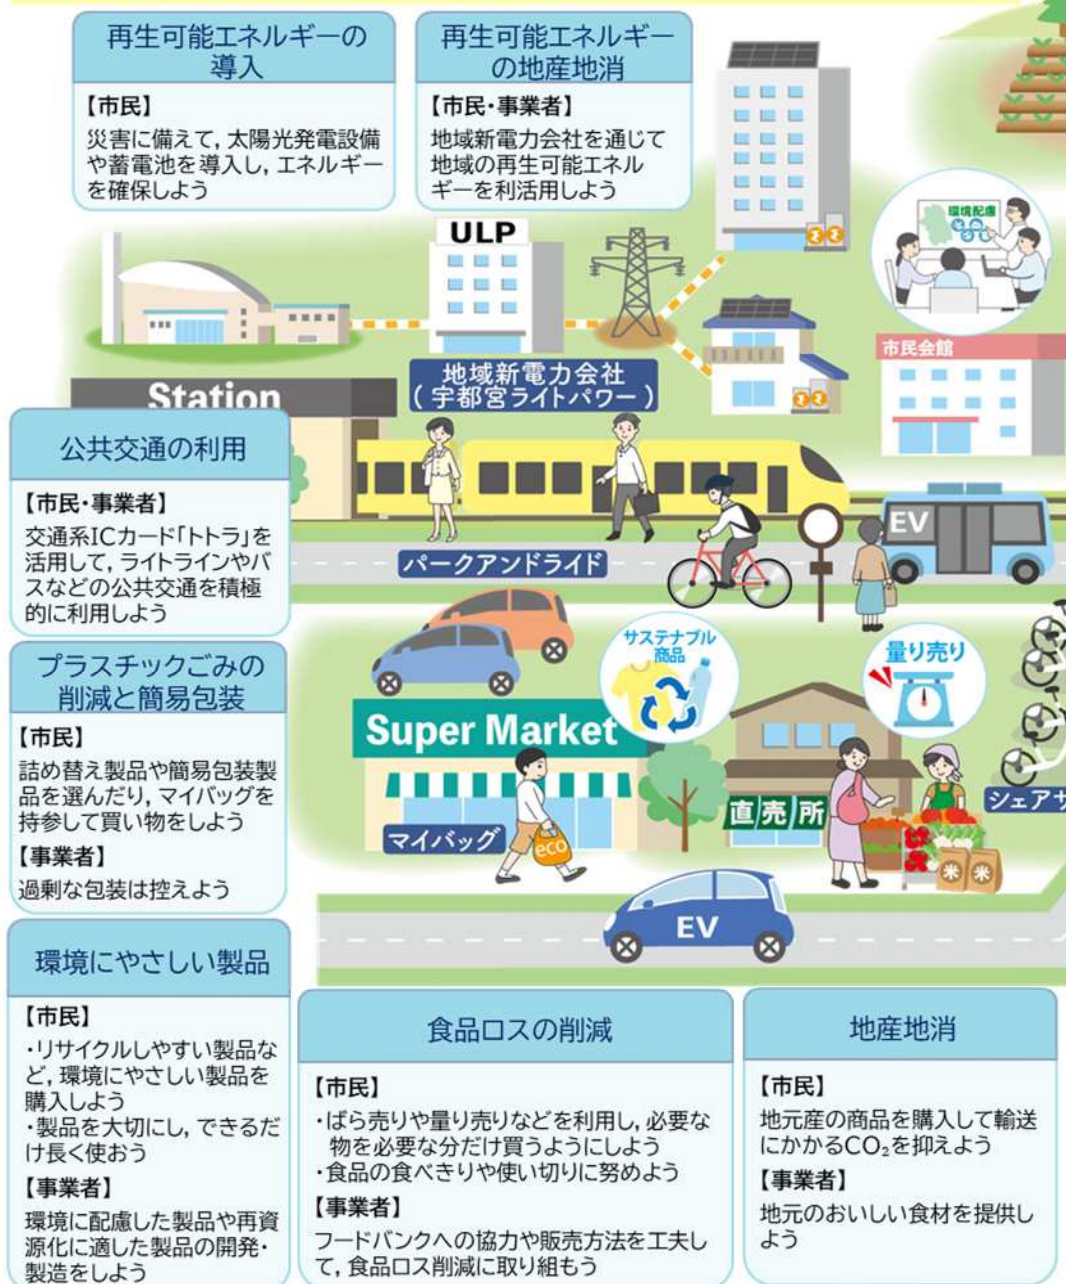 再生可能エネルギーの
導入
【市民】
災害に備えて，太陽光発電設備
や蓄電池を導入し，エネルギー
を確保しよう
再生可能エネルギー
の地産地消
【市民・事業者】
地域新電力会社を通じて
地域の再生可能エネル
ギーを利活用しよう
環境配慮
ULP
市民会館
地域新電力会社
（宇都宮ライトパワー）
Station
公共交通の利用
【市民・事業者】
交通系ICカード「トトラ」を
活用して，ライトラインやバ
スなどの公共交通を積極
的に利用しよう
EV
パークアンドライド
サステナブル
商品
量り売り
プラスチックごみの
削減と簡易包装
【市民】
詰め替え製品や簡易包装製
品を選んだり，マイバッグを
持参して買い物をしよう
【事業者】
過剰な包装は控えよう
Super Market
マイバッグ
eco
直売所
米
米
シェアサ
EV
環境にやさしい製品
【市民】
・リサイクルしやすい製品な
ど，環境にやさしい製品を
購入しよう
・製品を大切にし，できるだ
け長く使おう
【事業者】
環境に配慮した製品や再資
源化に適した製品の開発・
製造をしよう
食品ロスの削減
【市民】
・ばら売りや量り売りなどを利用し，必要な
物を必要な分だけ買うようにしよう
・食品の食べきりや使い切りに努めよう
【事業者】
フードバンクへの協力や販売方法を工夫し
て，食品ロス削減に取り組もう
地産地消
【市民】
地元産の商品を購入して輸送
にかかるCO₂を抑えよう
【事業者】
地元のおいしい食材を提供し
よう